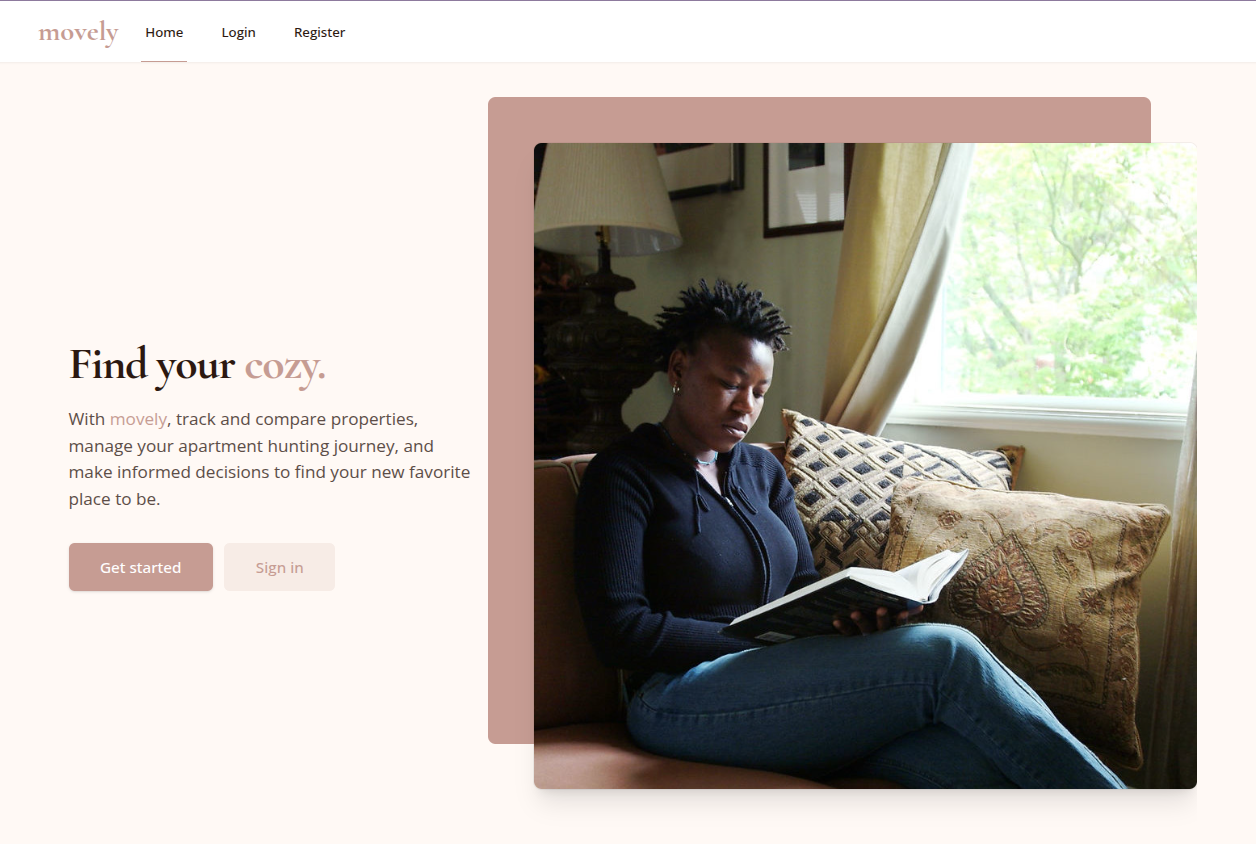 movely Home Login Register
Find your cozy.
With movely, track and compare properties,
manage your apartment hunting journey, and
make informed decisions to find your new favorite
place to be.
Get started Sign in